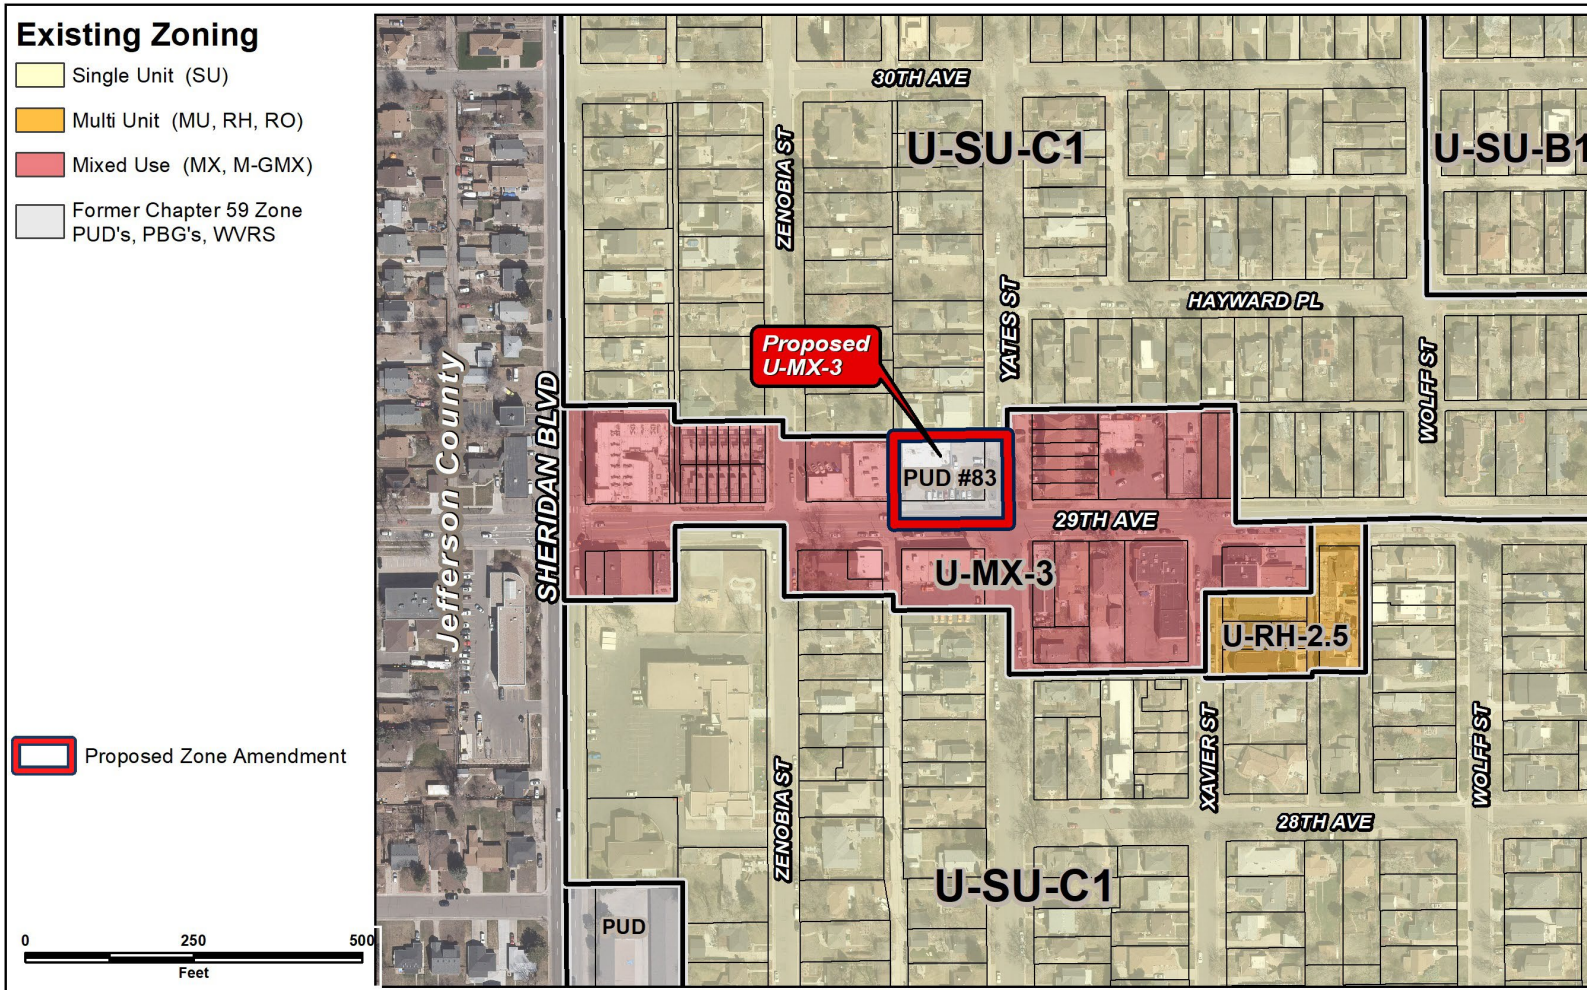 Existing Zoning
Single Unit (SU)
Multi Unit (MU, RH, RO)
Mixed Use (MX, M-GMX)
Former Chapter 59 Zone
PUD's, PBG's, WVRS
Proposed Zone Amendment
0 250 500
Feet
30TH AVE
ZENOBIA ST
U-SU-C1
U-SU-B1
YATES ST
HAYWARD PL
WOLFF ST
Proposed
U-MX-3
Jefferson County
SHERIDAN BLVD
PUD #83
29TH AVE
U-MX-3
U-RH-2.5
XAVIER ST
WOLFF ST
ZENOBIA ST
28TH AVE
U-SU-C1
PUD